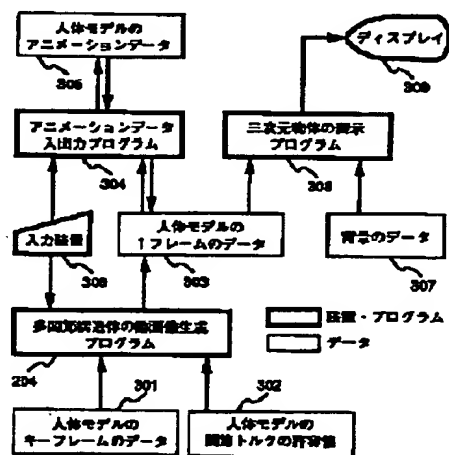 人体モデルの
アニメーションデータ
305
ディスプレイ
309
アニメーションデータ
入出力プログラム
304
三次元物体の表示
プログラム
308
入力装置
306
人体モデルの
1フレームのデータ
303
背景のデータ
307
多関節構造体の動画像生成
プログラム
204
装置・プログラム
データ
301
人体モデルの
キーフレームのデータ
302
人体モデルの
関節トルクの許容値